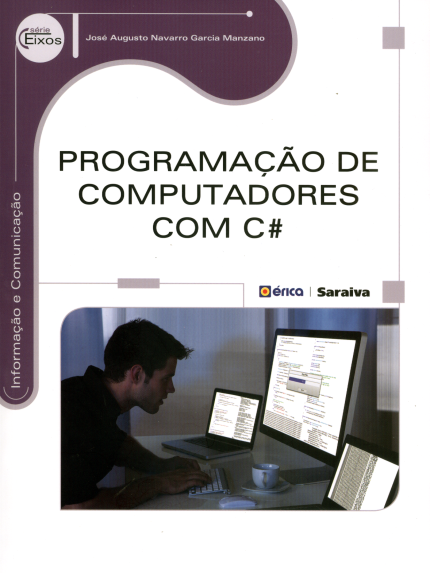 série
Eixos
José Augusto Navarro Garcia Manzano
PROGRAMAÇÃO DE
COMPUTADORES
COM C#
Informação e Comunicação
érica | Saraiva